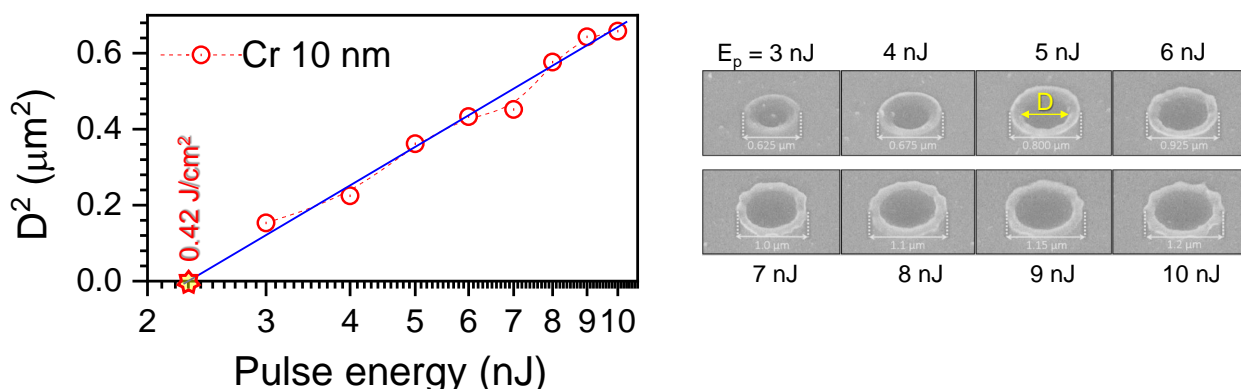 0.6
0.4
0.2
0.0
D² (μm²)
Cr 10 nm
0.42 J/cm²
2 3 4 5 6 7 8 9 10
Pulse energy (nJ)
Eₚ = 3 nJ 4 nJ 5 nJ 6 nJ
D
0.625 μm 0.675 μm 0.800 μm 0.925 μm
1.0 μm 1.1 μm 1.15 μm 1.2 μm
7 nJ 8 nJ 9 nJ 10 nJ